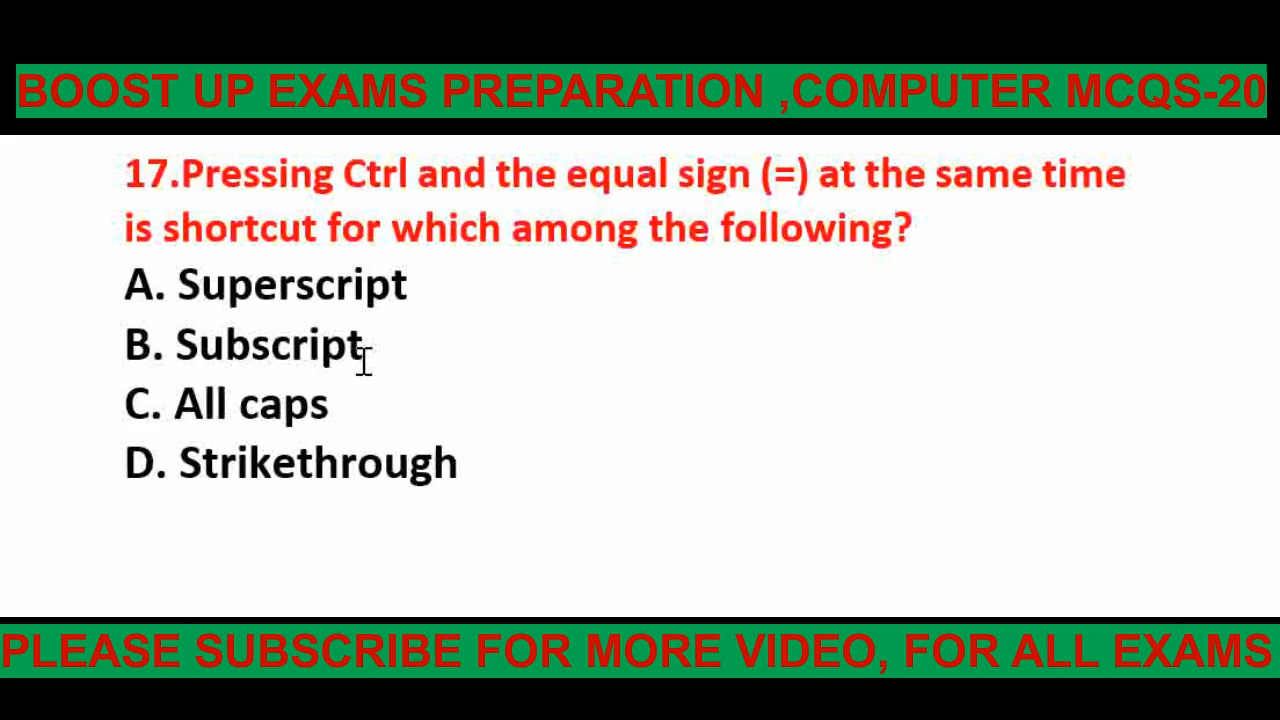 BOOST UP EXAMS PREPARATION ,COMPUTER MCQS-20
17.Pressing Ctrl and the equal sign (=) at the same time
is shortcut for which among the following?
A. Superscript
B. Subscript
C. All caps
D. Strikethrough
PLEASE SUBSCRIBE FOR MORE VIDEO, FOR ALL EXAMS